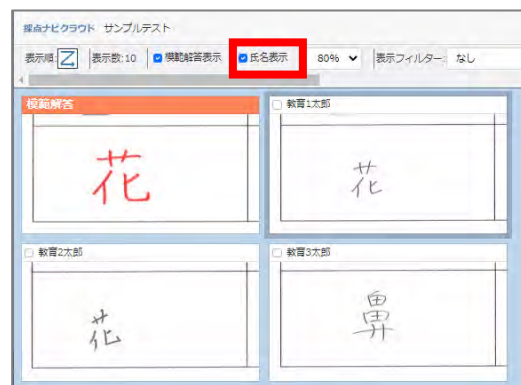 採点ナビクラウド サンプルテスト
表示順: 表示数:10 模範解答表示 氏名表示 80% 表示フィルター: なし
模範解答
教育1太郎
花
花
教育2太郎
教育3太郎
花
鼻